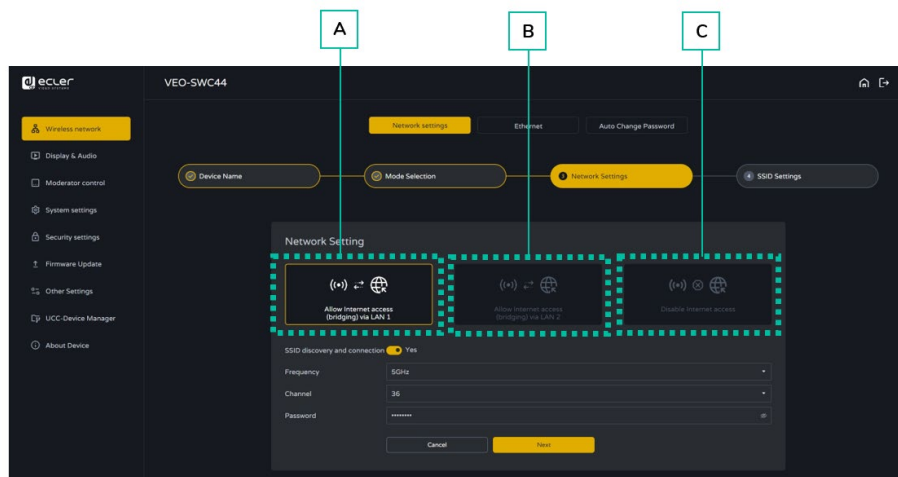 A
B
C
ecler
VEO-SWC44
Wireless network
Display & Audio
Moderator control
System settings
Security settings
Firmware Update
Other Settings
UCC-Device Manager
About Device
Network settings
Ethernet
Auto Change Password
Device Name
Mode Selection
3 Network Settings
4 SSID Settings
Network Setting
Allow Internet access
(bridging) via LAN 1
Allow Internet access
(bridging) via LAN 2
Disable Internet access
SSID discovery and connection Yes
Frequency 5GHz
Channel 36
Password ••••••••
Cancel Next